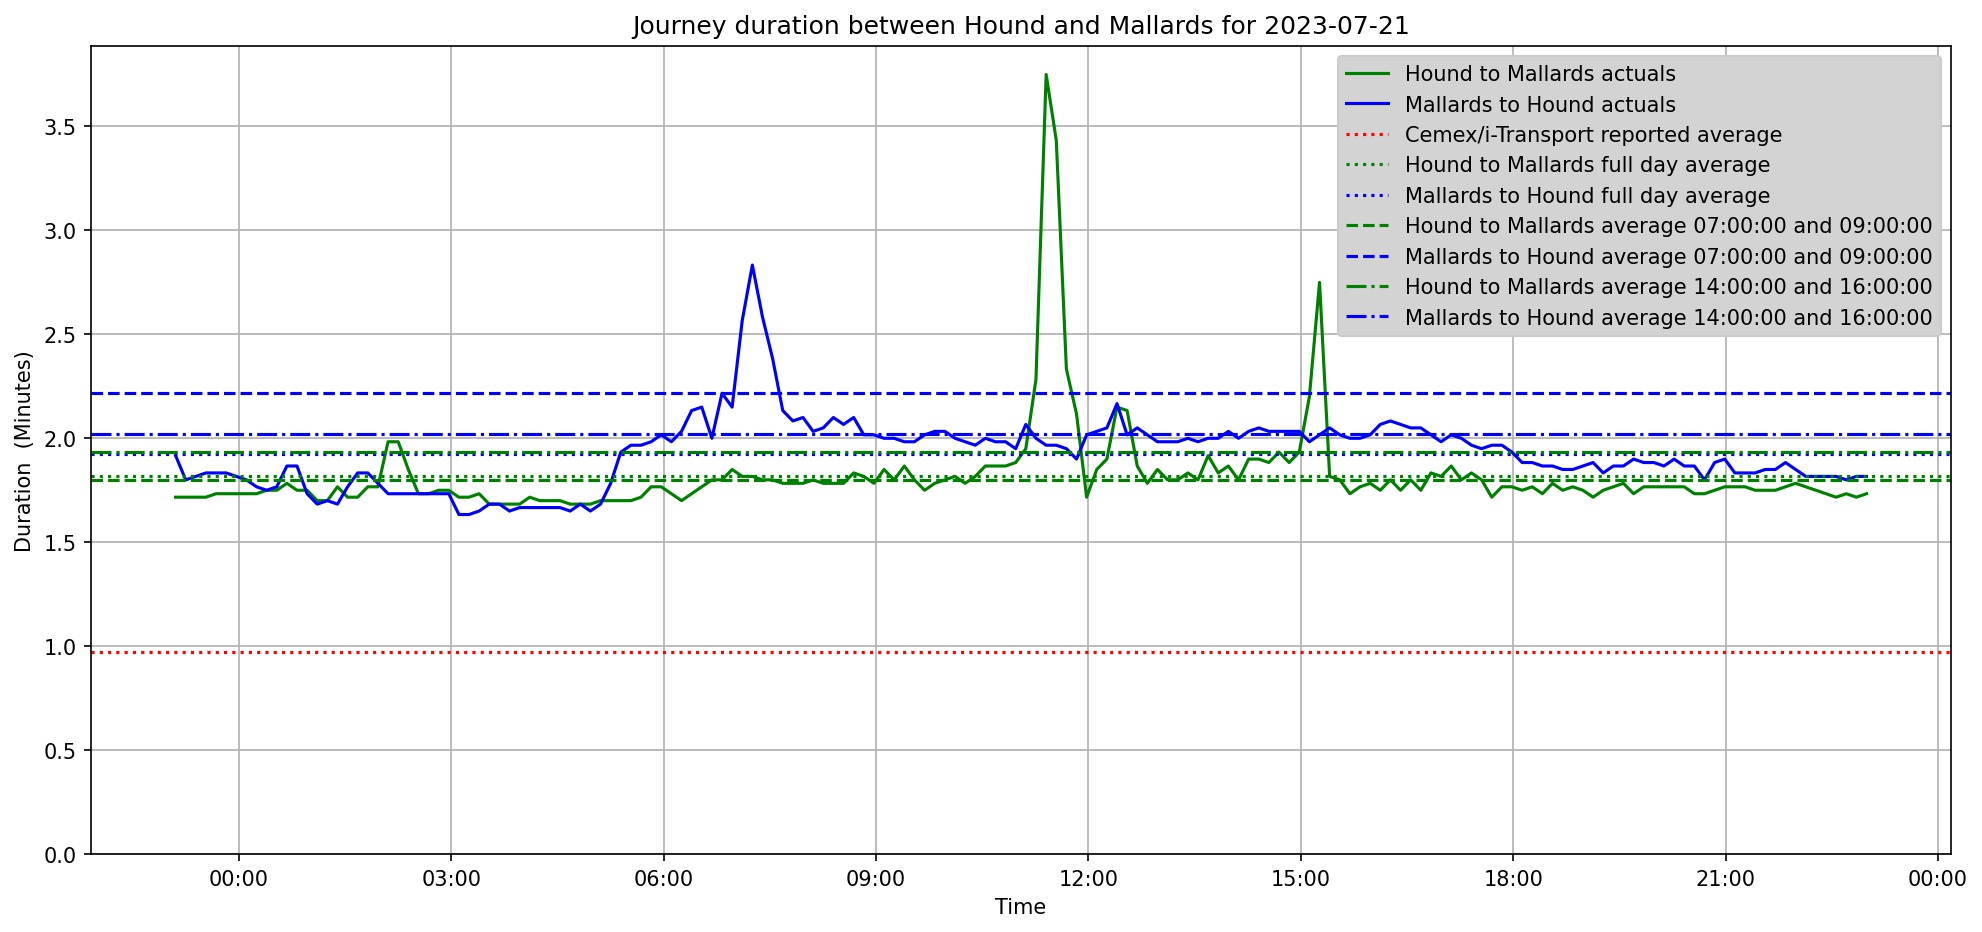 Journey duration between Hound and Mallards for 2023-07-21
Hound to Mallards actuals
Mallards to Hound actuals
Cemex/i-Transport reported average
Hound to Mallards full day average
Mallards to Hound full day average
Hound to Mallards average 07:00:00 and 09:00:00
Mallards to Hound average 07:00:00 and 09:00:00
Hound to Mallards average 14:00:00 and 16:00:00
Mallards to Hound average 14:00:00 and 16:00:00
Duration  (Minutes)
3.5
3.0
2.5
2.0
1.5
1.0
0.5
0.0
00:00 03:00 06:00 09:00 12:00 15:00 18:00 21:00 00:00
Time